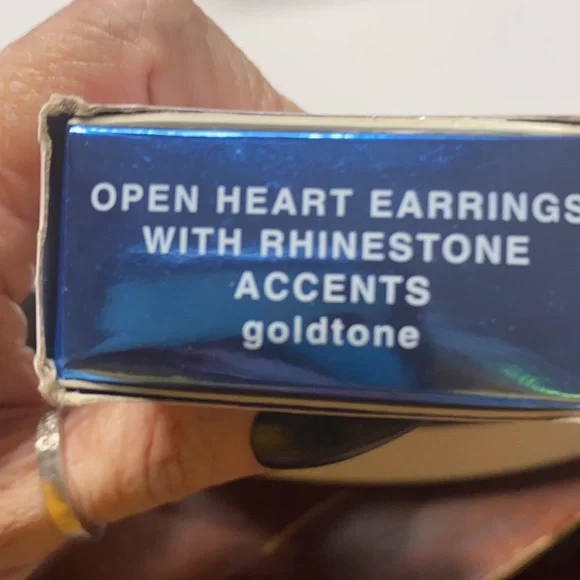 OPEN HEART EARRINGS
WITH RHINESTONE
ACCENTS
goldtone